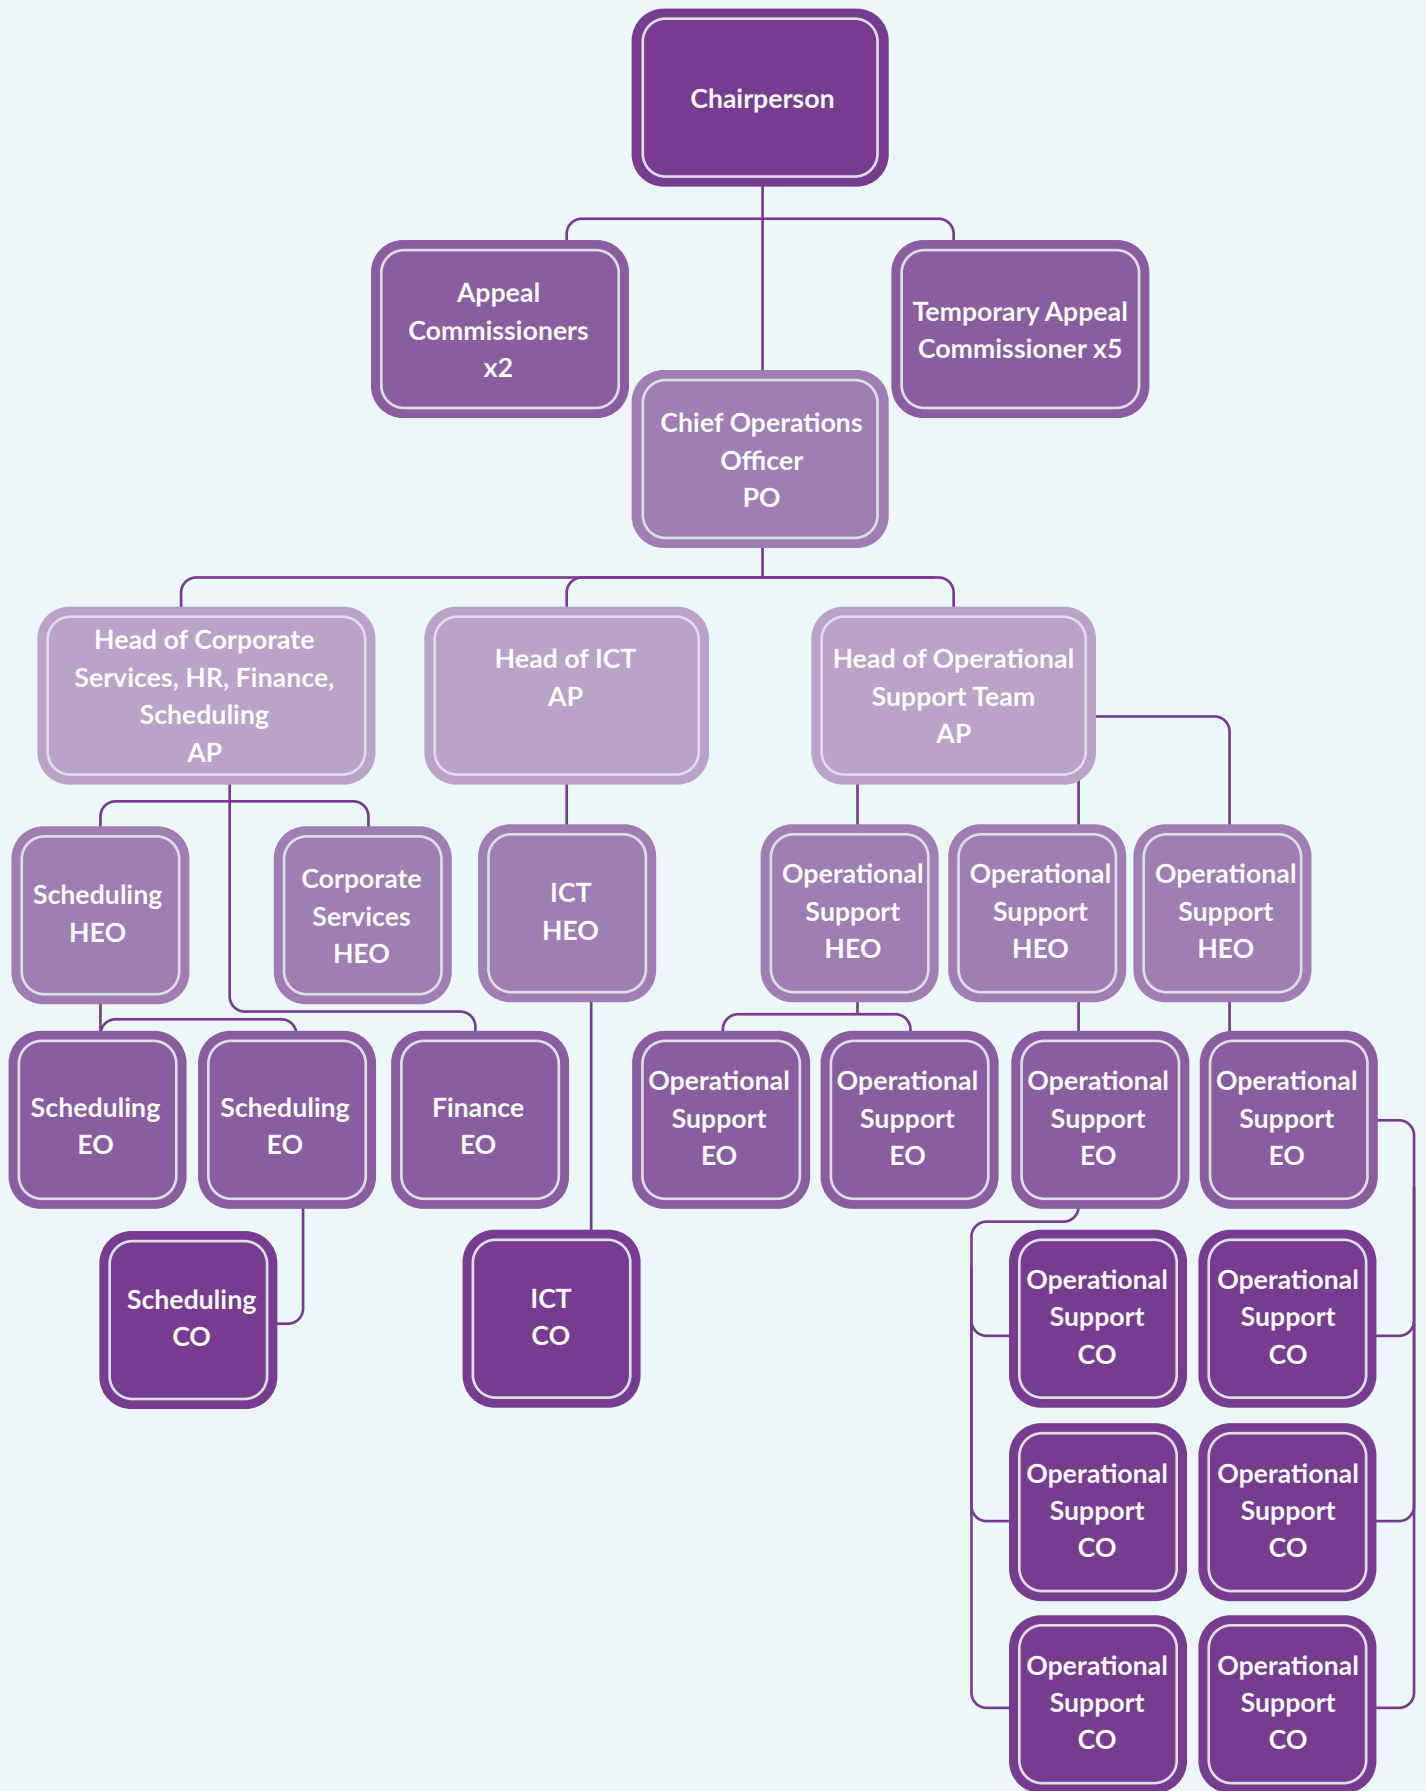 Chairperson
Appeal
Commissioners
x2
Temporary Appeal
Commissioner x5
Chief Operations
Officer
PO
Head of Corporate
Services, HR, Finance,
Scheduling
AP
Head of ICT
AP
Head of Operational
Support Team
AP
Scheduling
HEO
Corporate
Services
HEO
ICT
HEO
Operational
Support
HEO
Operational
Support
HEO
Operational
Support
HEO
Scheduling
EO
Scheduling
EO
Finance
EO
Operational
Support
EO
Operational
Support
EO
Operational
Support
EO
Operational
Support
EO
Scheduling
CO
ICT
CO
Operational
Support
CO
Operational
Support
CO
Operational
Support
CO
Operational
Support
CO
Operational
Support
CO
Operational
Support
CO